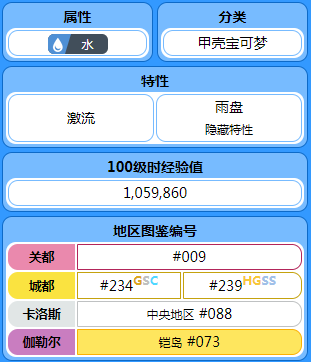 属性 分类
水 甲壳宝可梦
特性
激流 雨盘
隐藏特性
100级时经验值
1,059,860
地区图鉴编号
关都 #009
城都 #234GSC #239HGSS
卡洛斯 中央地区 #088
伽勒尔 铠岛 #073